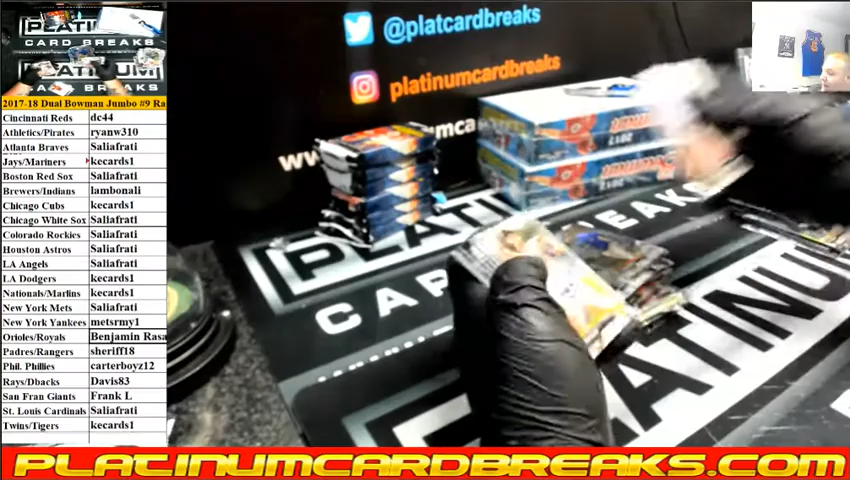 PLATINUM
CARD BREAKS
@platcardbreaks
platinumcardbreaks
2017-18 Dual Bowman Jumbo #9 Ra
Cincinnati Reds dc44
Athletics/Pirates ryanw310
Atlanta Braves Saliafrati
Jays/Mariners kecards1
Boston Red Sox Saliafrati
Brewers/Indians lambonali
Chicago Cubs kecards1
Chicago White Sox Saliafrati
Colorado Rockies Saliafrati
Houston Astros Saliafrati
LA Angels Saliafrati
LA Dodgers kecards1
Nationals/Marlins kecards1
New York Mets Saliafrati
New York Yankees metsrmy1
Orioles/Royals Benjamin Rasa
Padres/Rangers sheriff18
Phil. Phillies carterboyz12
Rays/Dbacks Davis83
San Fran Giants Frank L
St. Louis Cardinals Saliafrati
Twins/Tigers kecards1
PLAT
CAR
EAKS
PLATINUM
PLATINUMCARDBREAKS.COM